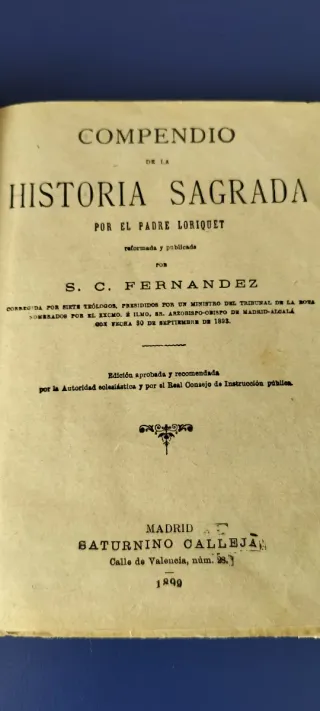 COMPENDIO
DE LA
HISTORIA SAGRADA
POR EL PADRE LORIQUET
reformada y publicada
POR
S. C. FERNANDEZ
CORREGIDA POR SIETE TEÓLOGOS, PRESIDIDOS POR UN MINISTRO DEL TRIBUNAL DE LA ROTA
NOMBRADOS POR EL EXCMO. É ILMO. SR. ARZOBISPO-OBISPO DE MADRID-ALCALÁ
CON FECHA 30 DE SEPTIEMBRE DE 1892.
Edición aprobada y recomendada
por la Autoridad eclesiástica y por el Real Consejo de Instrucción pública.
MADRID
SATURNINO CALLEJA
Calle de Valencia, núm. 28.
1899